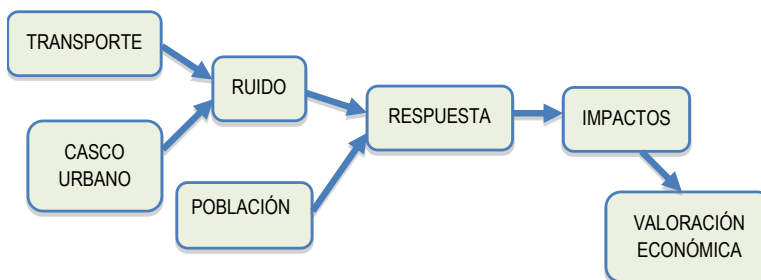 TRANSPORTE
RUIDO
CASCO
URBANO
POBLACIÓN
RESPUESTA
IMPACTOS
VALORACIÓN
ECONÓMICA